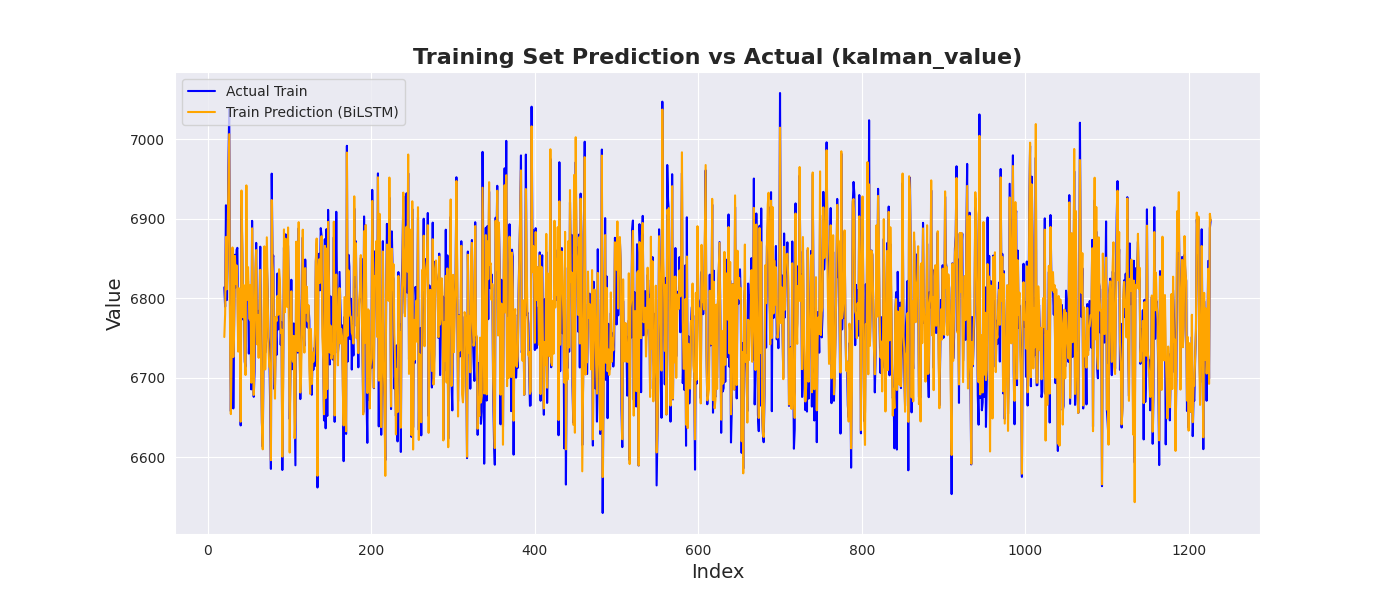 Training Set Prediction vs Actual (kalman_value)
Actual Train
Train Prediction (BiLSTM)
Value
7000
6900
6800
6700
6600
0 200 400 600 800 1000 1200
Index